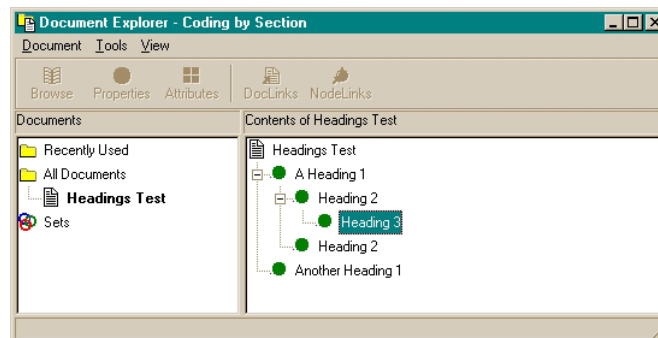 Document Explorer - Coding by Section
Document Tools View
Browse Properties Attributes DocLinks NodeLinks
Documents
Recently Used
All Documents
Headings Test
Sets
Contents of Headings Test
Headings Test
A Heading 1
Heading 2
Heading 3
Heading 2
Another Heading 1